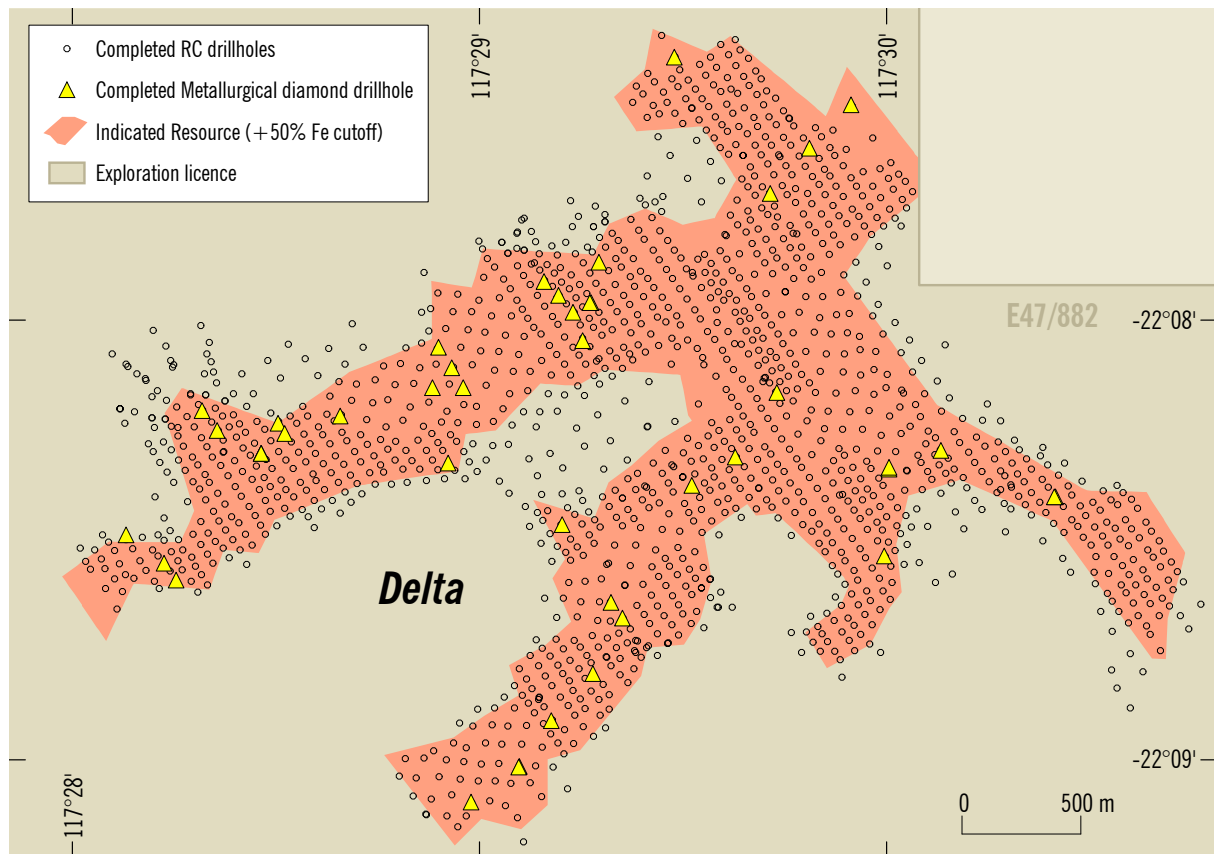 Completed RC drillholes
Completed Metallurgical diamond drillhole
Indicated Resource (+50% Fe cutoff)
Exploration licence
117°29'
117°30'
E47/882
-22°08'
Delta
-22°09'
117°28'
0 500 m